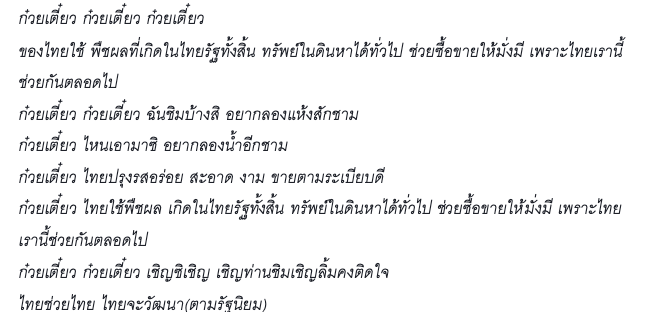 ก๋วยเตี๋ยว ก๋วยเตี๋ยว ก๋วยเตี๋ยว
ของไทยใช้ พืชผลที่เกิดในไทยรัฐทั้งสิ้น ทรัพย์ในดินหาได้ทั่วไป ช่วยซื้อขายให้มั่งมี เพราะไทยเรานี้
ช่วยกันตลอดไป
ก๋วยเตี๋ยว ก๋วยเตี๋ยว ฉันชิมบ้างสิ อยากลองแห้งสักชาม
ก๋วยเตี๋ยว ไหนเอามาซิ อยากลองน้ำอีกชาม
ก๋วยเตี๋ยว ไทยปรุงรสอร่อย สะอาด งาม ขายตามระเบียบดี
ก๋วยเตี๋ยว ไทยใช้พืชผล เกิดในไทยรัฐทั้งสิ้น ทรัพย์ในดินหาได้ทั่วไป ช่วยซื้อขายให้มั่งมี เพราะไทย
เรานี้ช่วยกันตลอดไป
ก๋วยเตี๋ยว ก๋วยเตี๋ยว เชิญซิเชิญ เชิญท่านชิมเชิญลิ้มคงติดใจ
ไทยช่วยไทย ไทยจะวัฒนา(ตามรัฐนิยม)